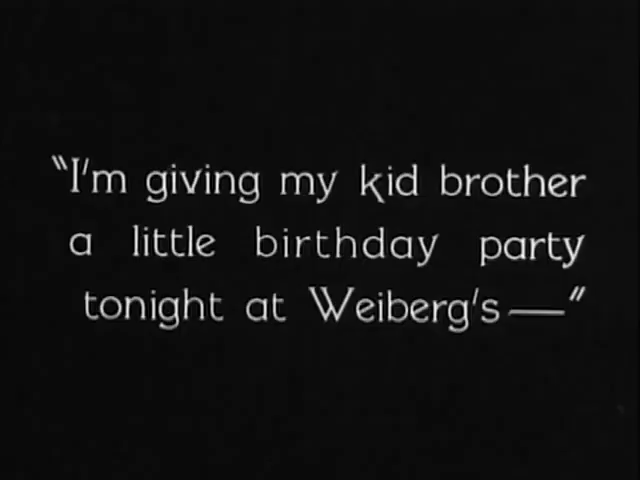 "I'm giving my kid brother
a little birthday party
tonight at Weiberg's—"